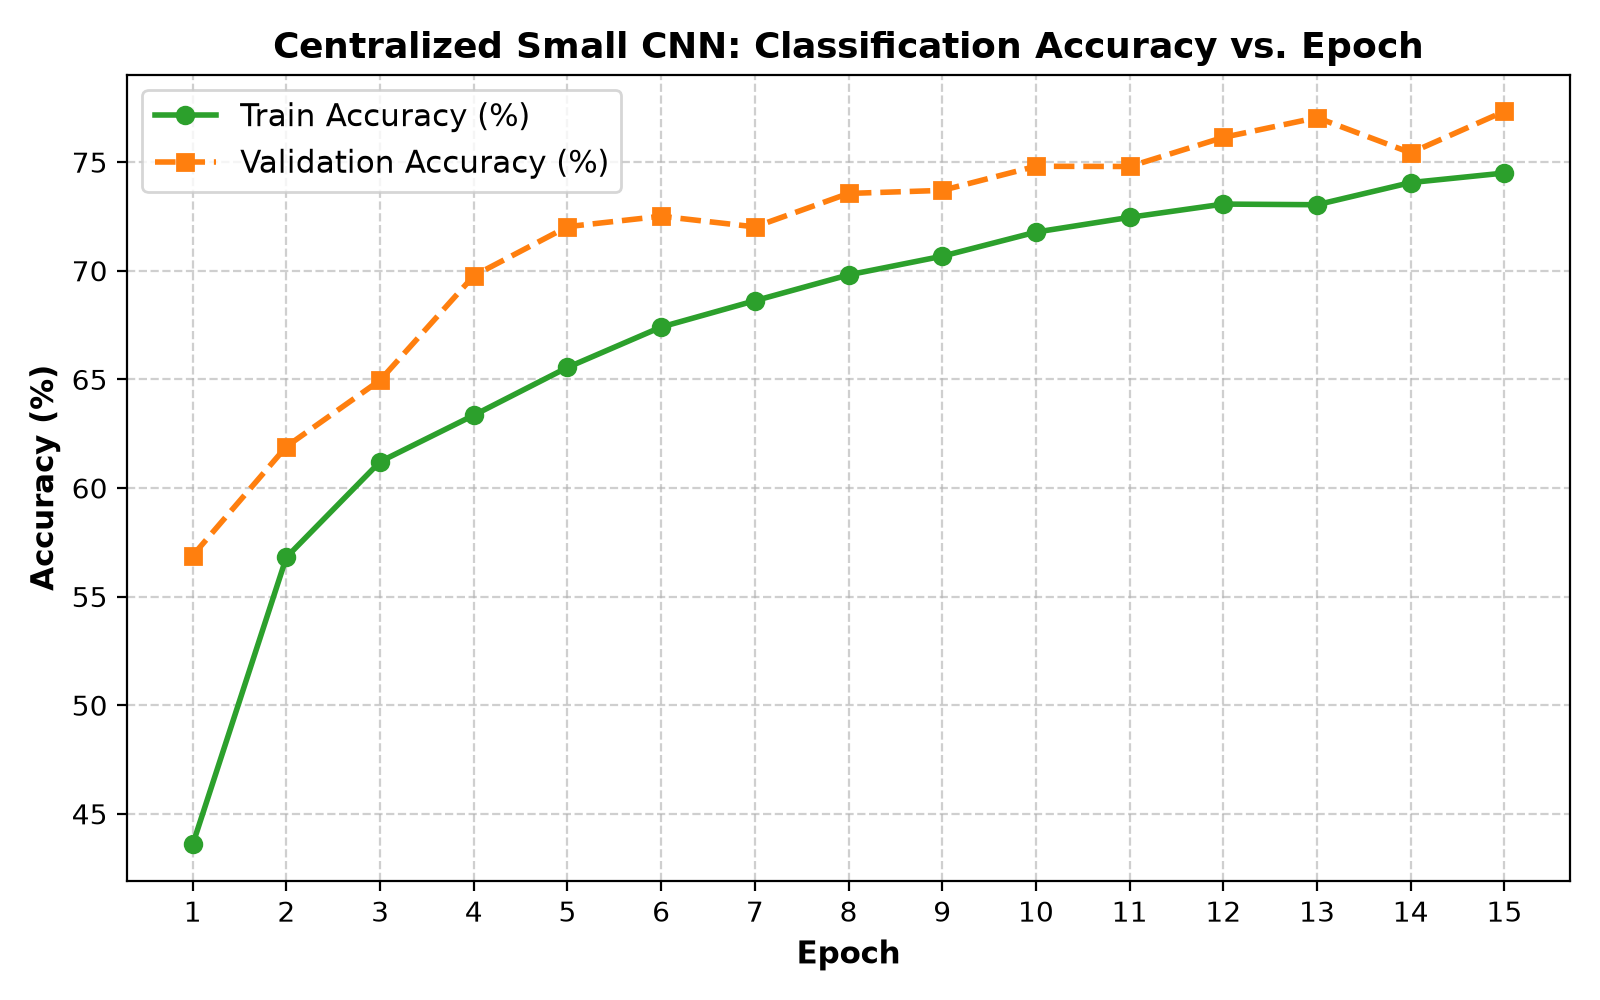 Centralized Small CNN: Classification Accuracy vs. Epoch
Train Accuracy (%)
Validation Accuracy (%)
75
70
65
60
55
50
45
Accuracy (%)
1 2 3 4 5 6 7 8 9 10 11 12 13 14 15
Epoch